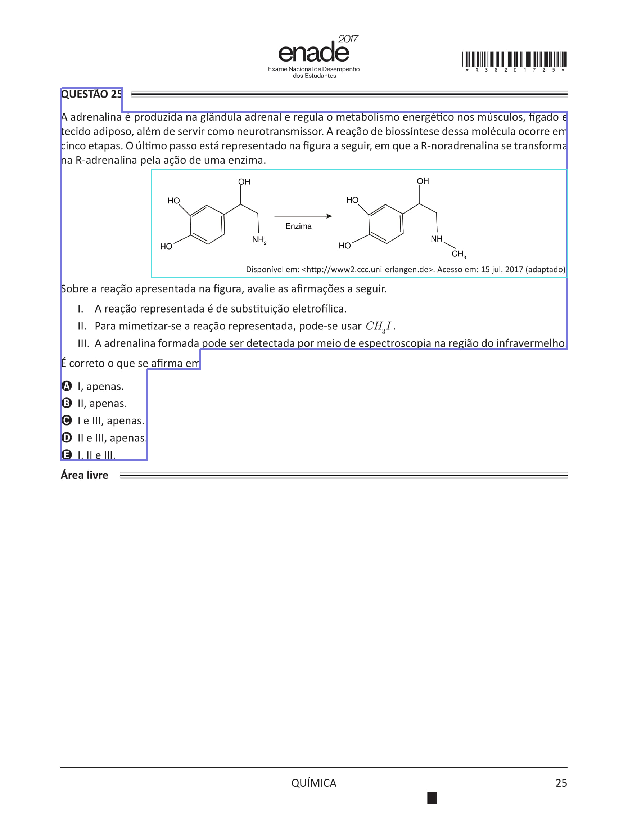 enade2017
Exame Nacional de Desempenho
dos Estudantes
*R3020172 5*
QUESTÃO 25
A adrenalina é produzida na glândula adrenal e regula o metabolismo energético nos músculos, fígado e
tecido adiposo, além de servir como neurotransmissor. A reação de biossíntese dessa molécula ocorre em
cinco etapas. O último passo está representado na figura a seguir, em que a R-noradrenalina se transforma
na R-adrenalina pela ação de uma enzima.
OH OH
HO HO
Enzima
NH2 NH
HO HO
CH3
Disponível em: <http://www2.ccc.uni-erlangen.de>. Acesso em: 15 jul. 2017 (adaptado).
Sobre a reação apresentada na figura, avalie as afirmações a seguir.
I. A reação representada é de substituição eletrofílica.
II. Para mimetizar-se a reação representada, pode-se usar CH3I.
III. A adrenalina formada pode ser detectada por meio de espectroscopia na região do infravermelho.
É correto o que se afirma em
A I, apenas.
B II, apenas.
C I e III, apenas.
D II e III, apenas.
E I, II e III.
Área livre
QUÍMICA 25